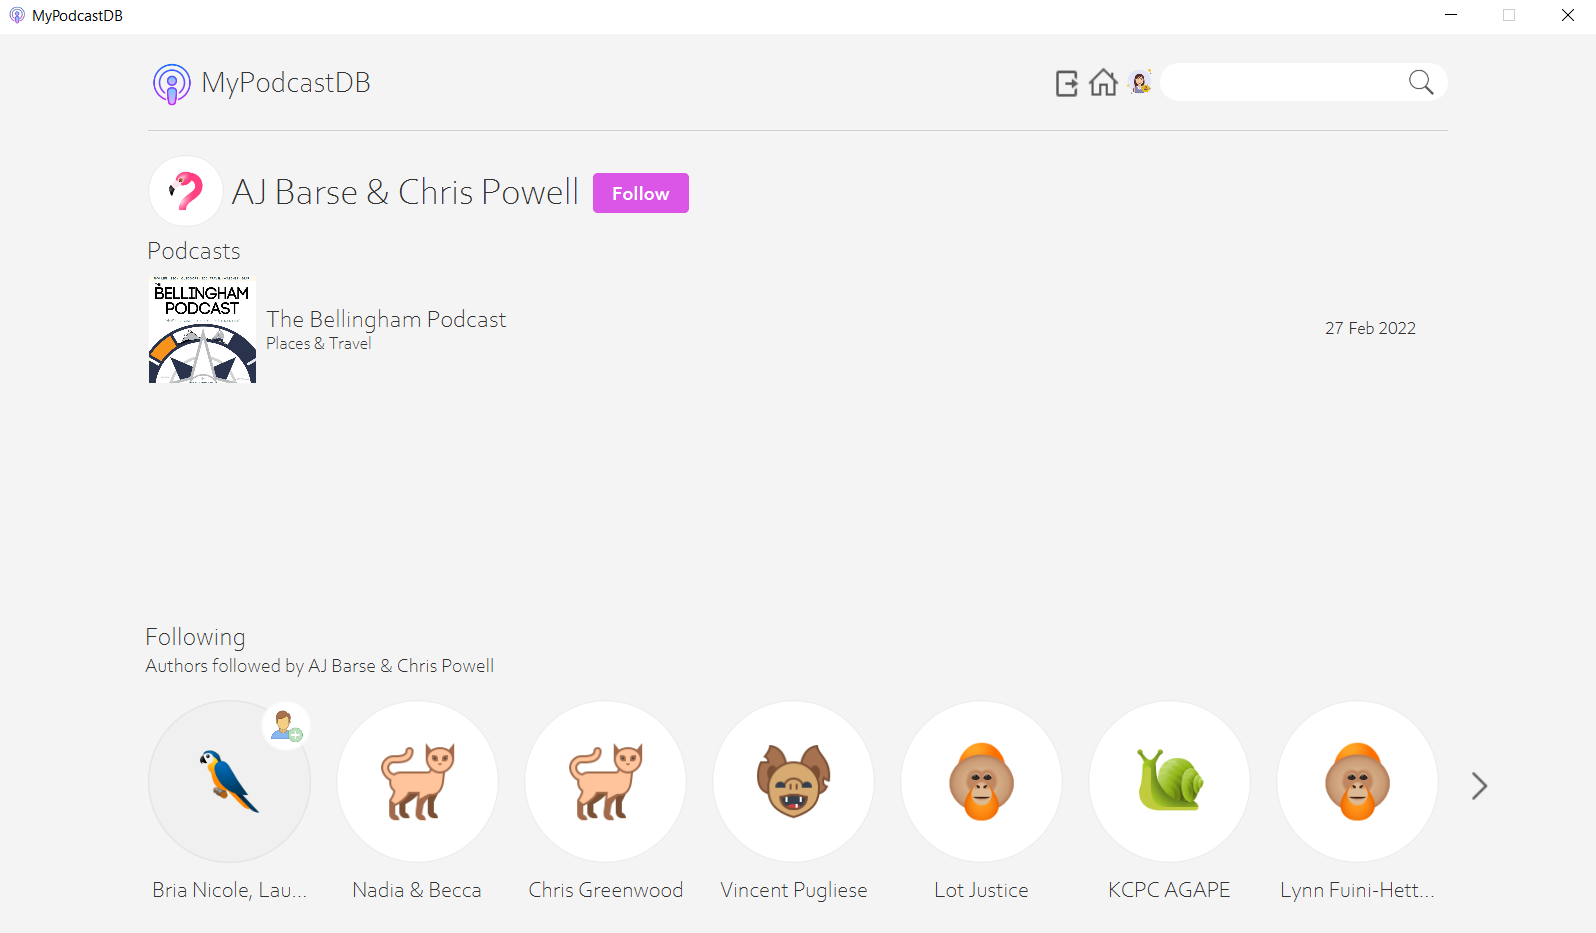 MyPodcastDB
MyPodcastDB
AJ Barse & Chris Powell
Follow
Podcasts
BELLINGHAM
PODCAST
The Bellingham Podcast
Places & Travel
27 Feb 2022
Following
Authors followed by AJ Barse & Chris Powell
Bria Nicole, Lau...
Nadia & Becca
Chris Greenwood
Vincent Pugliese
Lot Justice
KCPC AGAPE
Lynn Fuini-Hett...